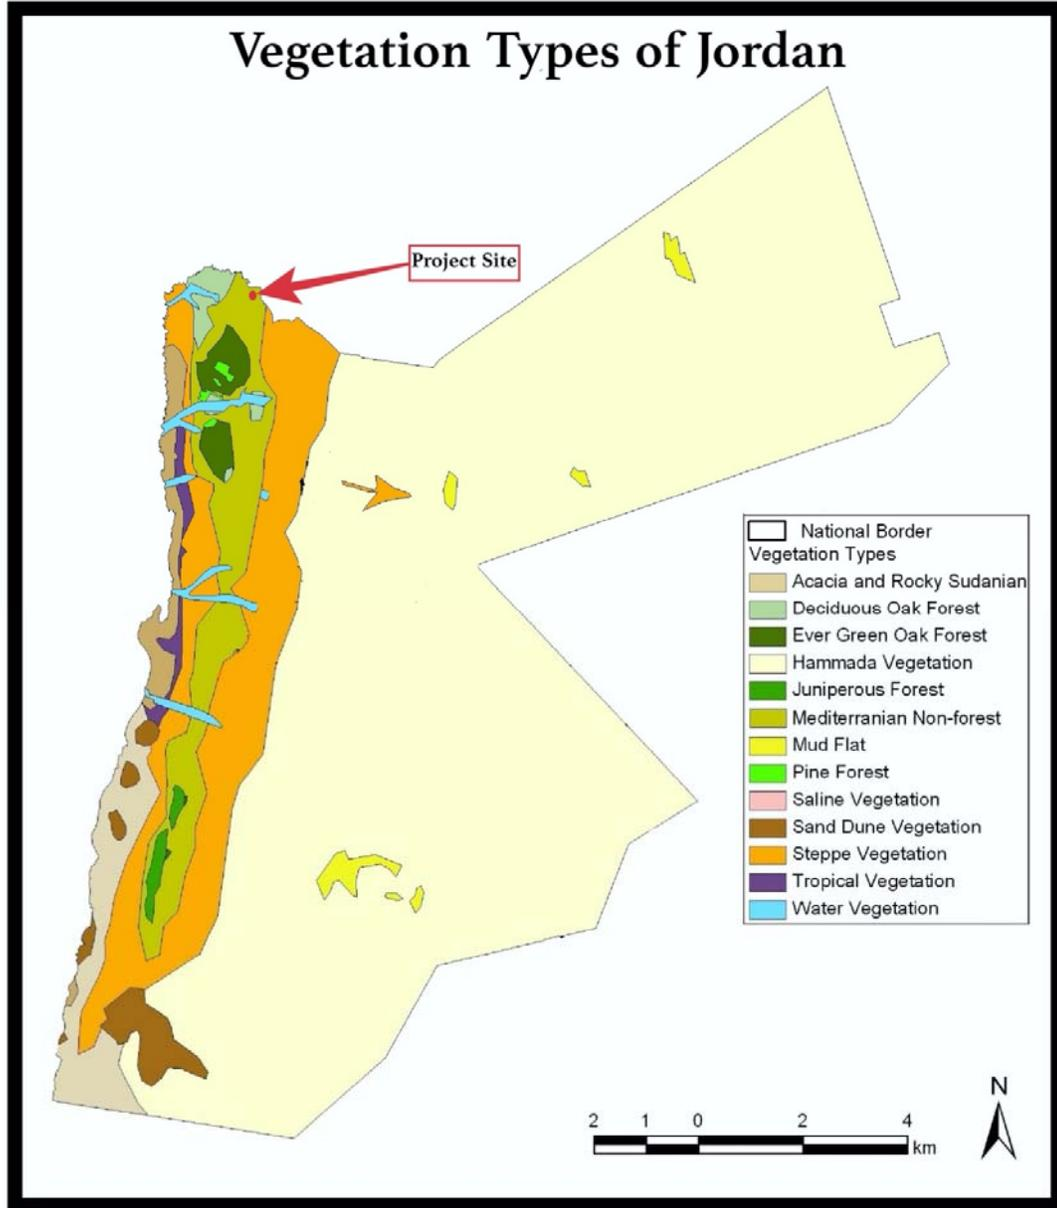 Vegetation Types of Jordan
Project Site
National Border
Vegetation Types
Acacia and Rocky Sudanian
Deciduous Oak Forest
Ever Green Oak Forest
Hammada Vegetation
Juniperous Forest
Mediterranian Non-forest
Mud Flat
Pine Forest
Saline Vegetation
Sand Dune Vegetation
Steppe Vegetation
Tropical Vegetation
Water Vegetation
N
2 1 0 2 4
km